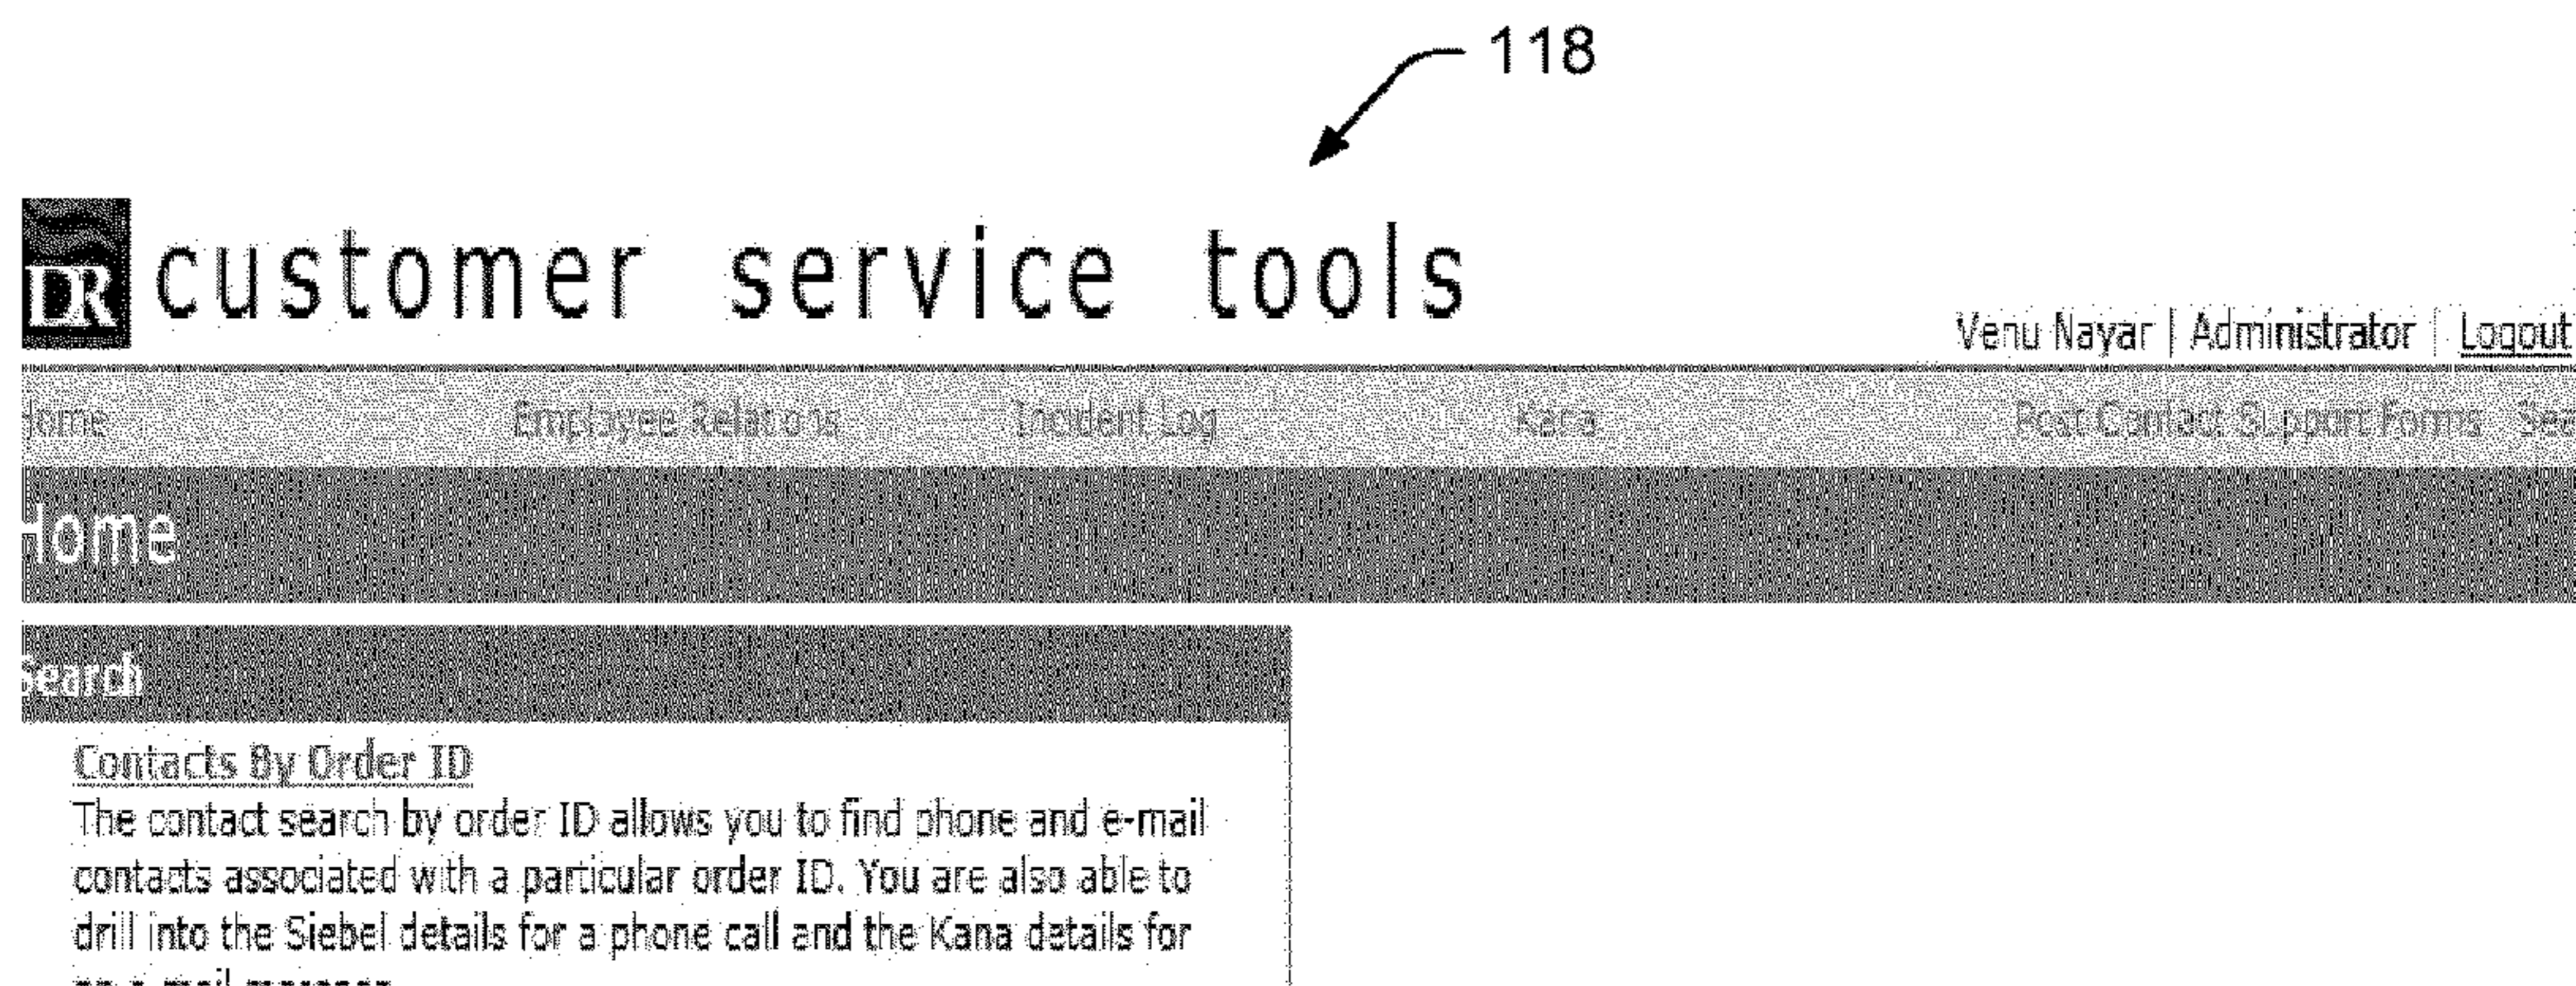 118
DR customer service tools
Venu Nayar | Administrator | Logout
Home Employee Relations Incident Log Kana Post Contact Support Forms Sea
Home
Search
Contacts By Order ID
The contact search by order ID allows you to find phone and e-mail
contacts associated with a particular order ID. You are also able to
drill into the Siebel details for a phone call and the Kana details for